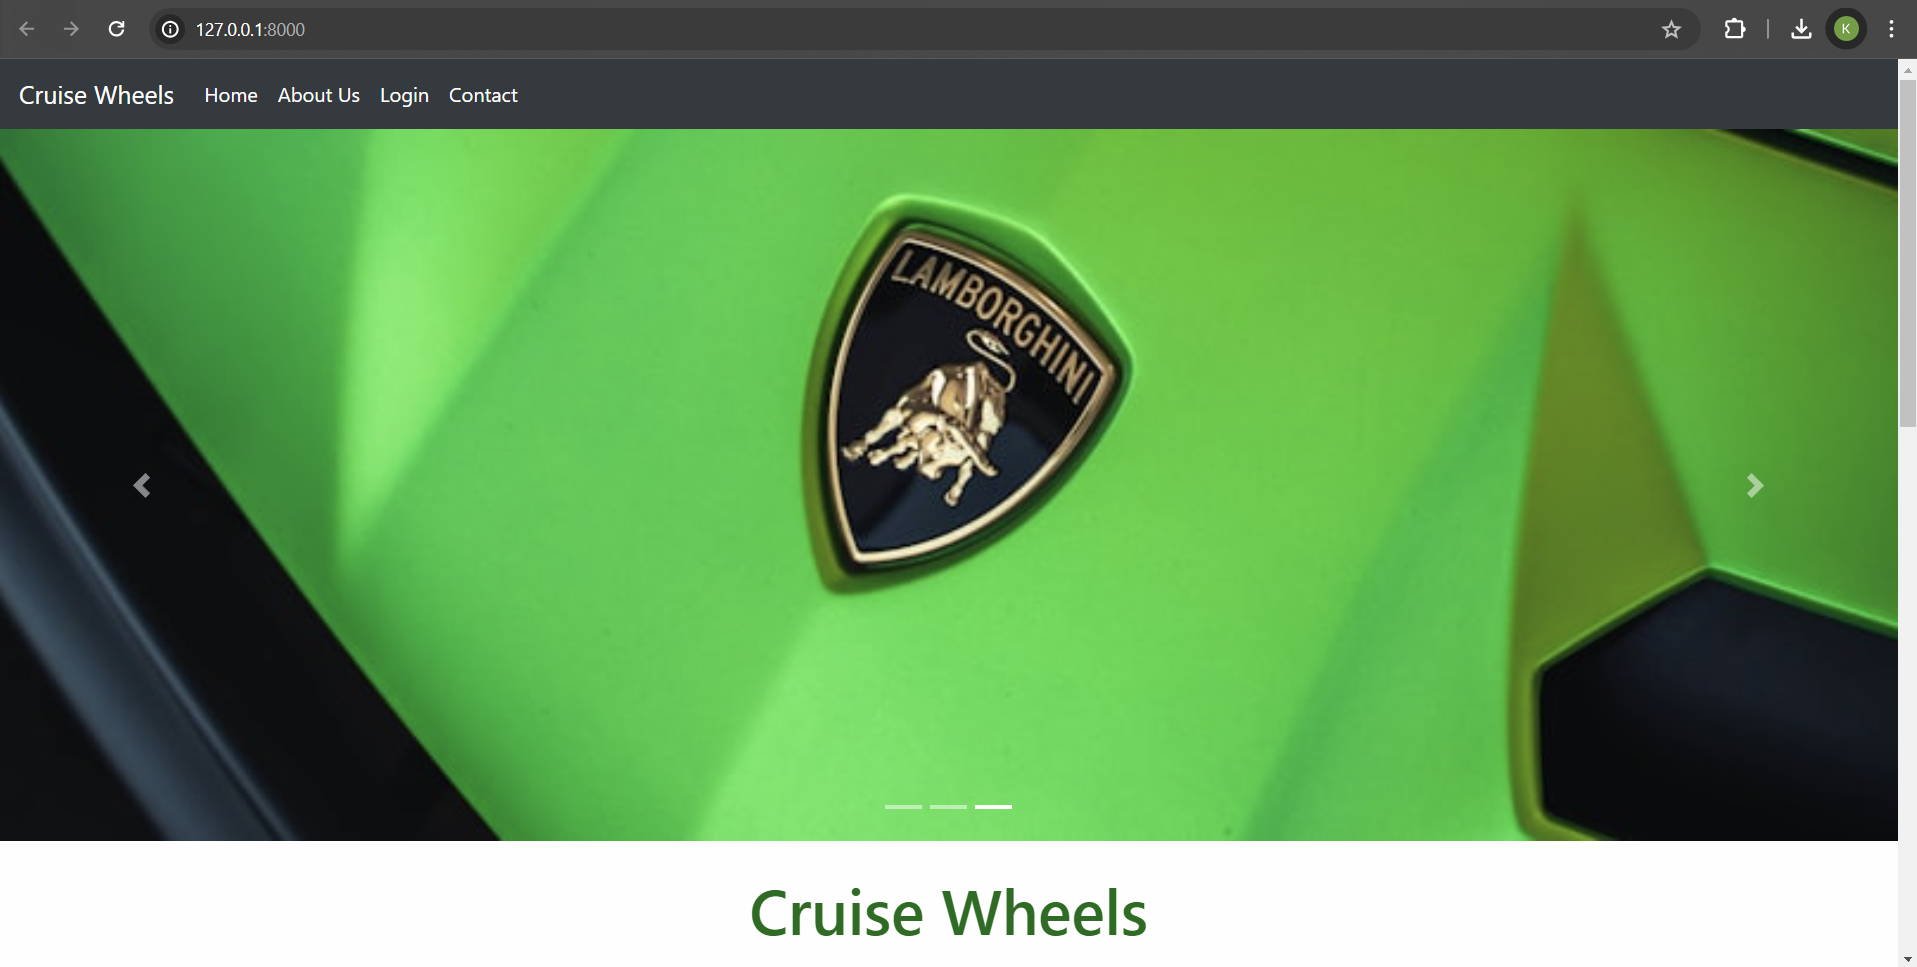 127.0.0.1:8000
K
Cruise Wheels Home About Us Login Contact
LAMBORGHINI
Cruise Wheels